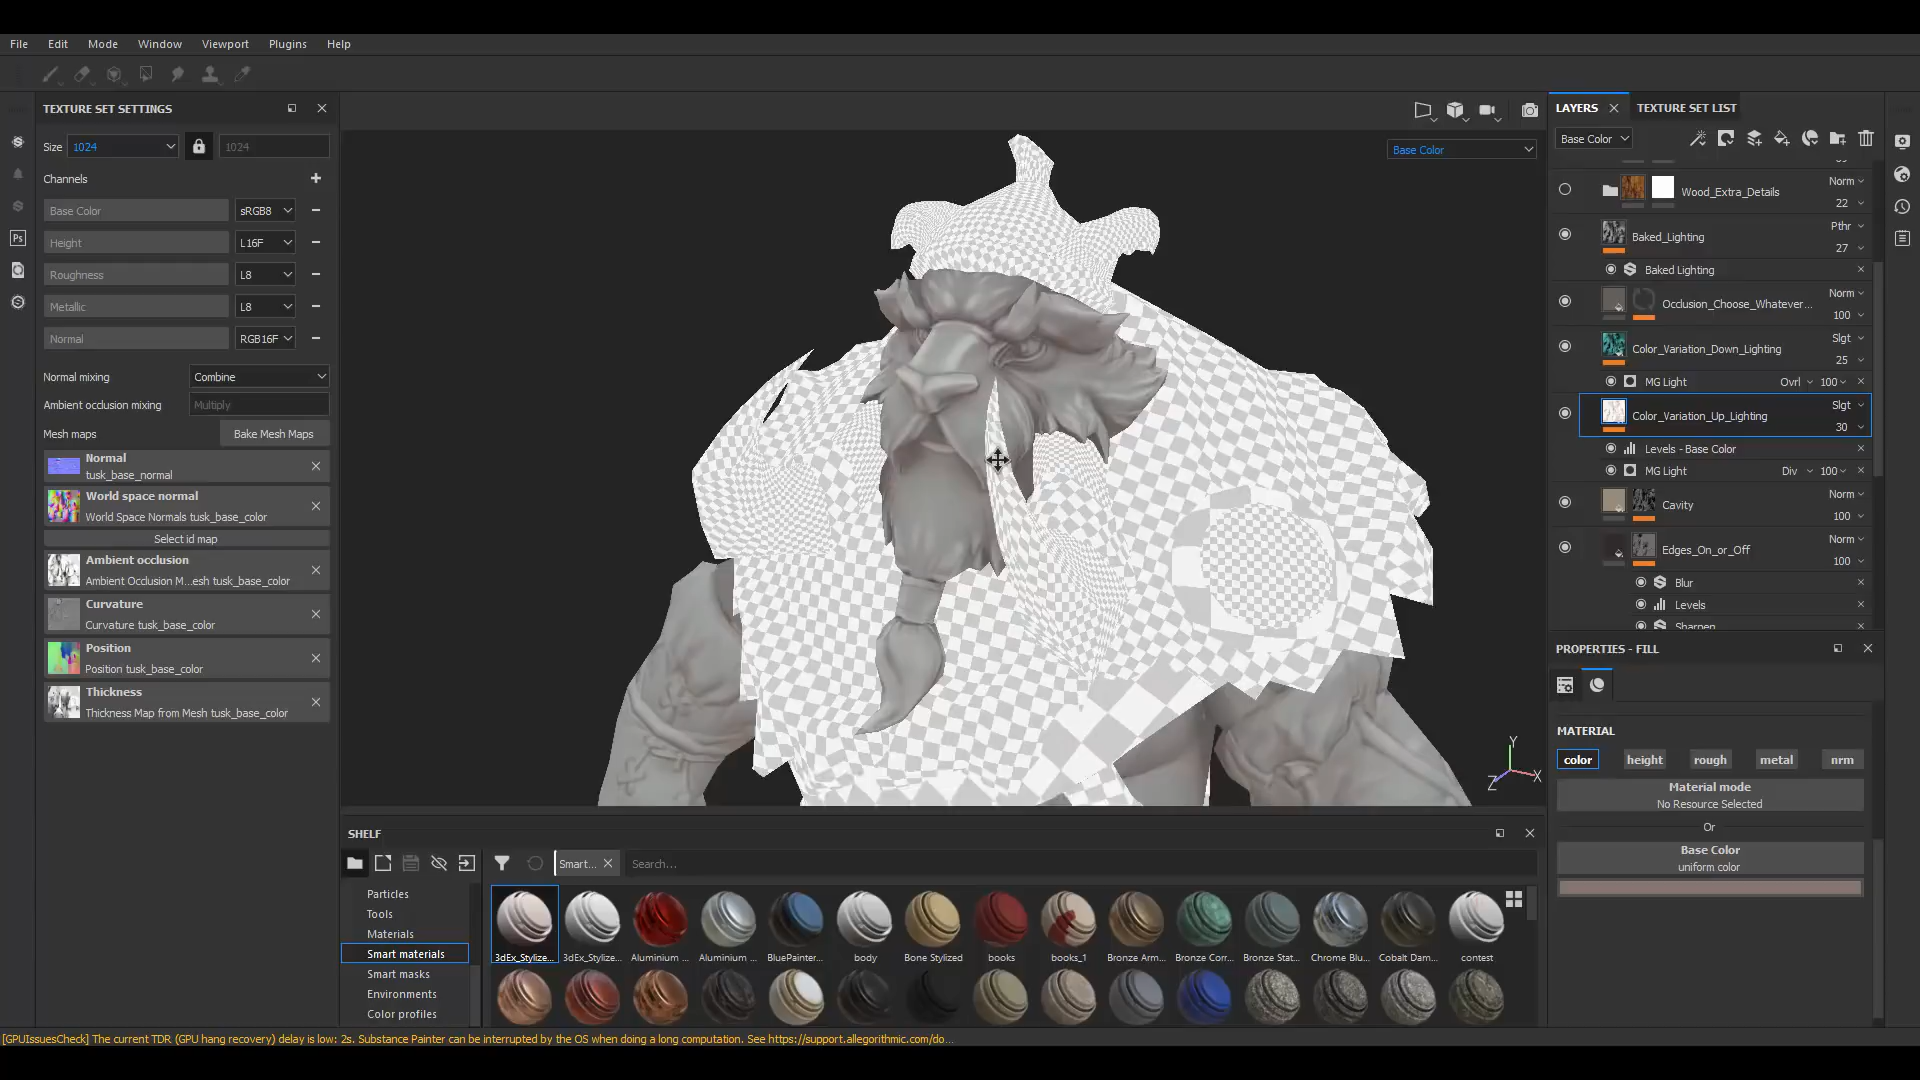 File Edit Mode Window Viewport Plugins Help
TEXTURE SET SETTINGS
Size 1024 1024
Channels
Base Color sRGB8
Height L16F
Roughness L8
Metallic L8
Normal RGB16F
Normal mixing Combine
Ambient occlusion mixing Multiply
Mesh maps Bake Mesh Maps
Normal
tusk_base_normal
World space normal
World Space Normals tusk_base_color
Select id map
Ambient occlusion
Ambient Occlusion M...esh tusk_base_color
Curvature
Curvature tusk_base_color
Position
Position tusk_base_color
Thickness
Thickness Map from Mesh tusk_base_color
Base Color
Y
Z
X
LAYERS TEXTURE SET LIST
Base Color
Wood_Extra_Details Norm
22
Baked_Lighting Pthr
27
Baked Lighting
Occlusion_Choose_Whatever... Norm
100
Color_Variation_Down_Lighting Slgt
25
MG Light Ovrl 100
Color_Variation_Up_Lighting Slgt
30
Levels - Base Color
MG Light Div 100
Cavity Norm
100
Edges_On_or_Off Norm
100
Blur
Levels
Sharpen
PROPERTIES - FILL
MATERIAL
color height rough metal nrm
Material mode
No Resource Selected
Or
Base Color
uniform color
SHELF
Smart... Search...
Particles
Tools
Materials
Smart materials
Smart masks
Environments
Color profiles
3dEx_Stylize... 3dEx_Stylize... Aluminium ... Aluminium ... BluePainter... body Bone Stylized books books_1 Bronze Arm... Bronze Corr... Bronze Stat... Chrome Blu... Cobalt Dam... contest
[GPUIssuesCheck] The current TDR (GPU hang recovery) delay is low: 2s. Substance Painter can be interrupted by the OS when doing a long computation. See https://support.allegorithmic.com/do...